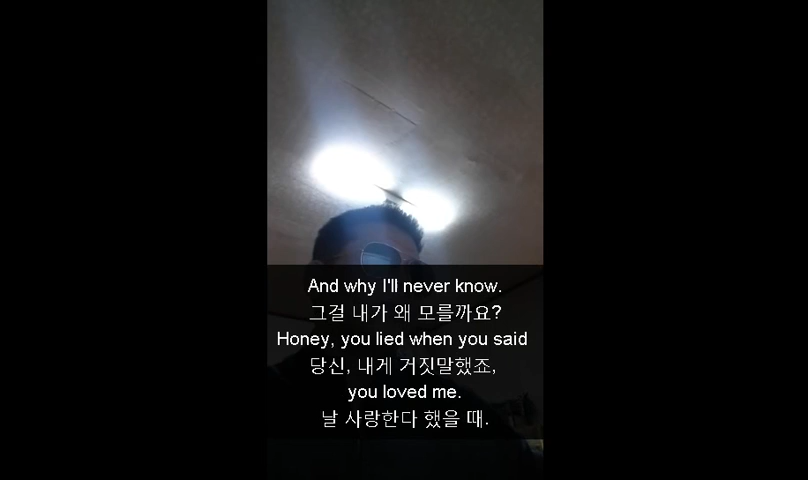 And why I'll never know.
그걸 내가 왜 모를까요?
Honey, you lied when you said
당신, 내게 거짓말했죠,
you loved me.
날 사랑한다 했을 때.